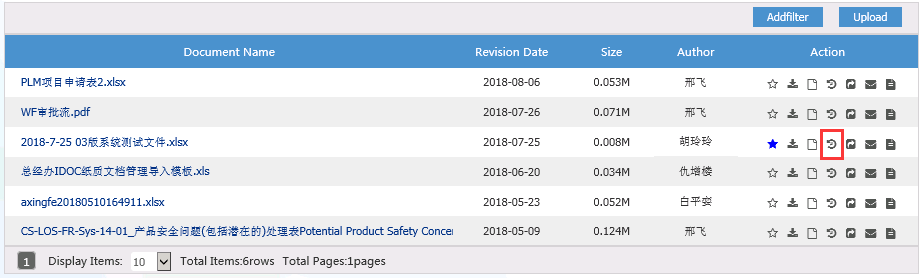 Addfilter Upload
Document Name Revision Date Size Author Action
PLM项目申请表2.xlsx 2018-08-06 0.053M 邢飞
WF审批流.pdf 2018-07-26 0.071M 邢飞
2018-7-25 03版系统测试文件.xlsx 2018-07-25 0.008M 胡玲玲
总经办IDOC纸质文档管理导入模板.xls 2018-06-20 0.034M 仇增楼
axingfe20180510164911.xlsx 2018-05-23 0.052M 白平娈
CS-LOS-FR-Sys-14-01_产品安全问题(包括潜在的)处理表Potential Product Safety Concer 2018-05-09 0.124M 邢飞
1 Display Items: 10 Total Items:6rows Total Pages:1pages